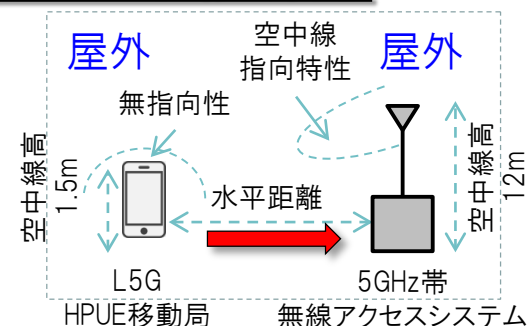 屋外
空中線
指向特性
屋外
無指向性
空中線高
1.5m
水平距離
空中線高
12m
L5G
HPUE移動局
5GHz帯
無線アクセスシステム